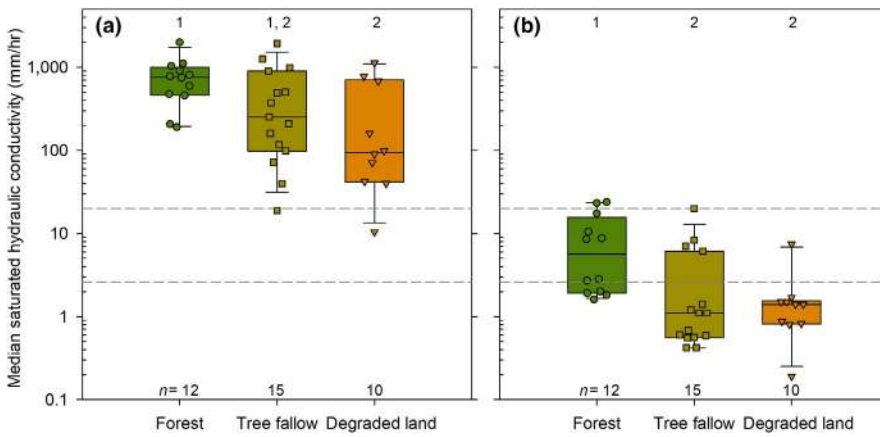 (a) 1 1, 2 2
(b) 1 2 2
Median saturated hydraulic conductivity (mm/hr)
1,000
100
10
1
0.1
n = 12 15 10
n = 12 15 10
Forest Tree fallow Degraded land
Forest Tree fallow Degraded land